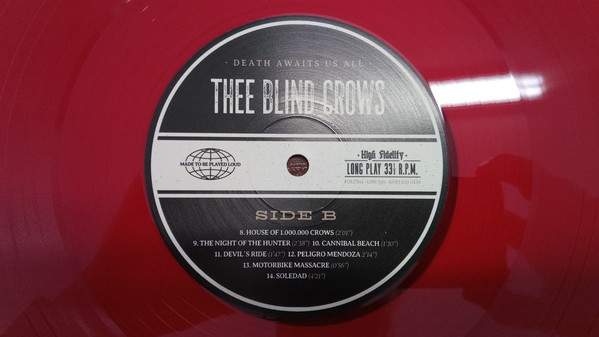 · DEATH AWAITS US ALL ·
THEE BLIND CROWS
MADE TO BE PLAYED LOUD
· High Fidelity ·
LONG PLAY 33⅓ R.P.M.
SIDE B
8. HOUSE OF 1.000.000 CROWS (2'01")
9. THE NIGHT OF THE HUNTER (2'38") 10. CANNIBAL BEACH (1'30")
11. DEVIL´S RIDE (1'47") 12. PELIGRO MENDOZA 2'14")
13. MOTORBIKE MASSACRE (0'56")
14. SOLEDAD (4'21")